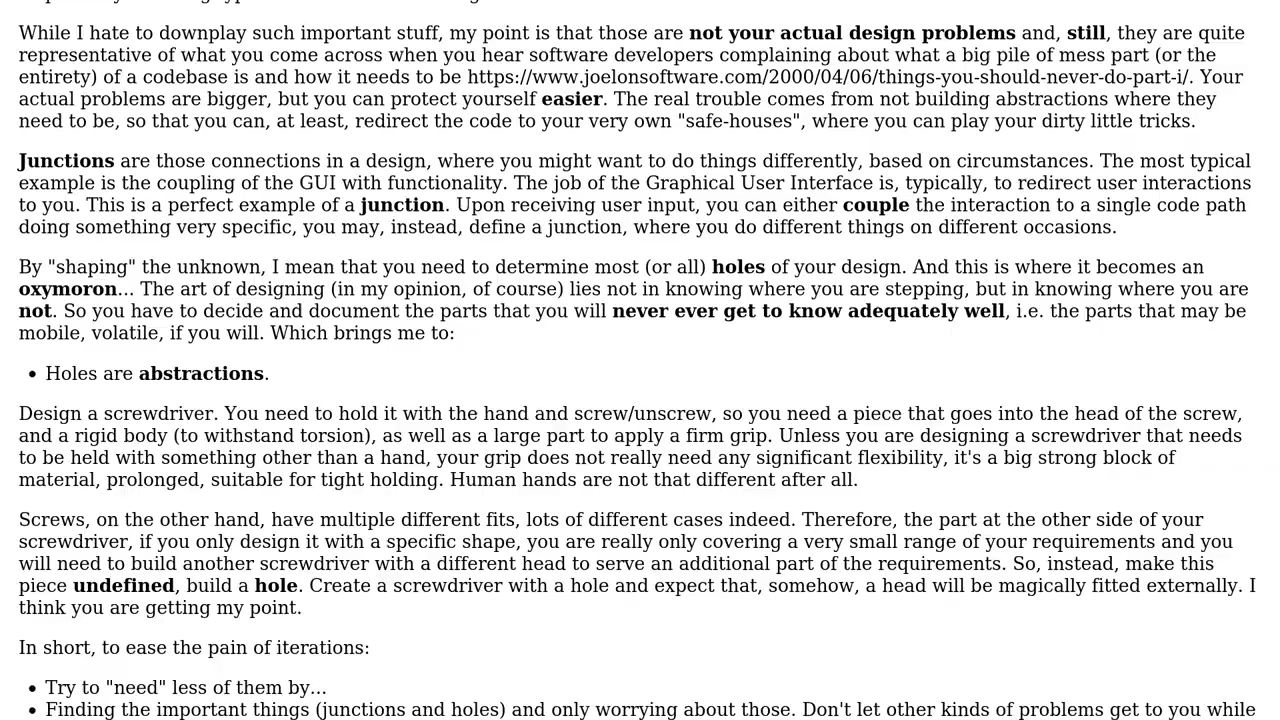 While I hate to downplay such important stuff, my point is that those are not your actual design problems and, still, they are quite
representative of what you come across when you hear software developers complaining about what a big pile of mess part (or the
entirety) of a codebase is and how it needs to be https://www.joelonsoftware.com/2000/04/06/things-you-should-never-do-part-i/. Your
actual problems are bigger, but you can protect yourself easier. The real trouble comes from not building abstractions where they
need to be, so that you can, at least, redirect the code to your very own "safe-houses", where you can play your dirty little tricks.
Junctions are those connections in a design, where you might want to do things differently, based on circumstances. The most typical
example is the coupling of the GUI with functionality. The job of the Graphical User Interface is, typically, to redirect user interactions
to you. This is a perfect example of a junction. Upon receiving user input, you can either couple the interaction to a single code path
doing something very specific, you may, instead, define a junction, where you do different things on different occasions.
By "shaping" the unknown, I mean that you need to determine most (or all) holes of your design. And this is where it becomes an
oxymoron... The art of designing (in my opinion, of course) lies not in knowing where you are stepping, but in knowing where you are
not. So you have to decide and document the parts that you will never ever get to know adequately well, i.e. the parts that may be
mobile, volatile, if you will. Which brings me to:
• Holes are abstractions.
Design a screwdriver. You need to hold it with the hand and screw/unscrew, so you need a piece that goes into the head of the screw,
and a rigid body (to withstand torsion), as well as a large part to apply a firm grip. Unless you are designing a screwdriver that needs
to be held with something other than a hand, your grip does not really need any significant flexibility, it's a big strong block of
material, prolonged, suitable for tight holding. Human hands are not that different after all.
Screws, on the other hand, have multiple different fits, lots of different cases indeed. Therefore, the part at the other side of your
screwdriver, if you only design it with a specific shape, you are really only covering a very small range of your requirements and you
will need to build another screwdriver with a different head to serve an additional part of the requirements. So, instead, make this
piece undefined, build a hole. Create a screwdriver with a hole and expect that, somehow, a head will be magically fitted externally. I
think you are getting my point.
In short, to ease the pain of iterations:
• Try to "need" less of them by...
• Finding the important things (junctions and holes) and only worrying about those. Don't let other kinds of problems get to you while